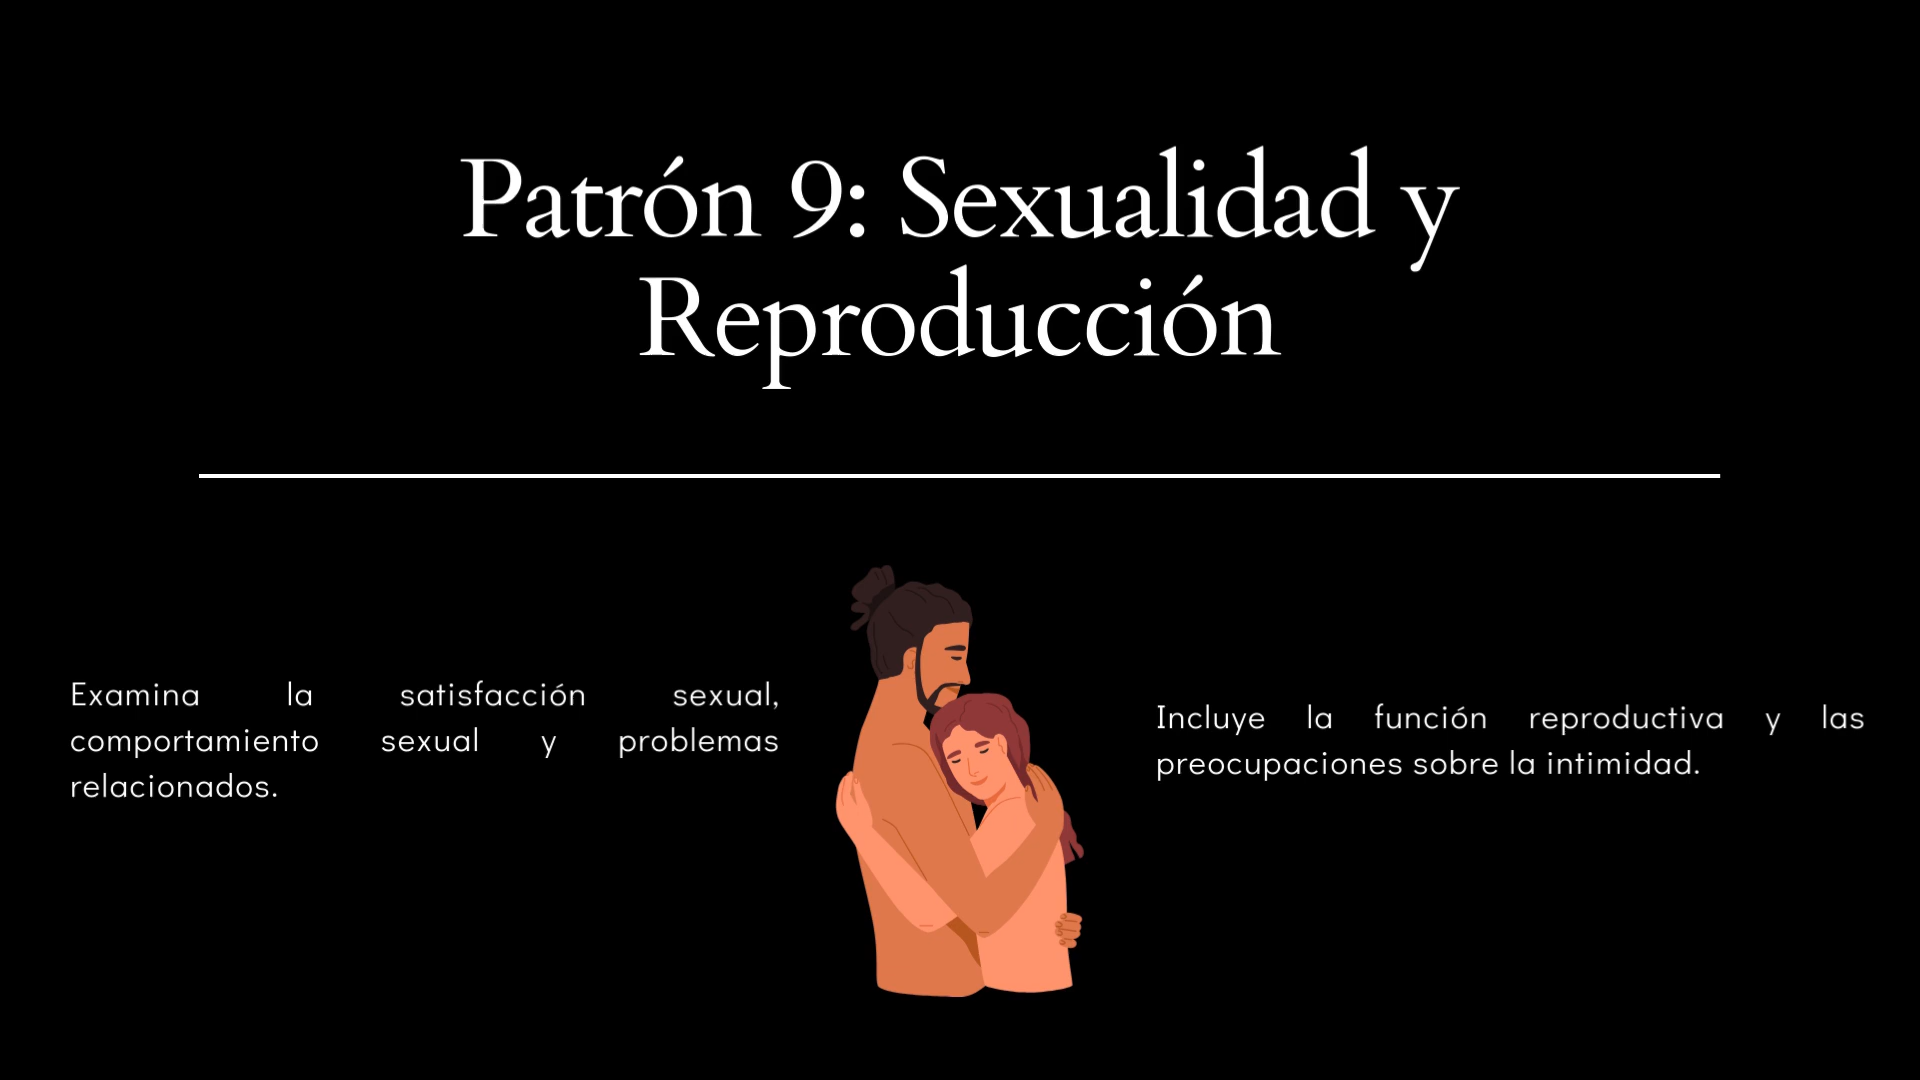 Patrón 9: Sexualidad y
Reproducción
Examina la satisfacción sexual,
comportamiento sexual y problemas
relacionados.
Incluye la función reproductiva y las
preocupaciones sobre la intimidad.